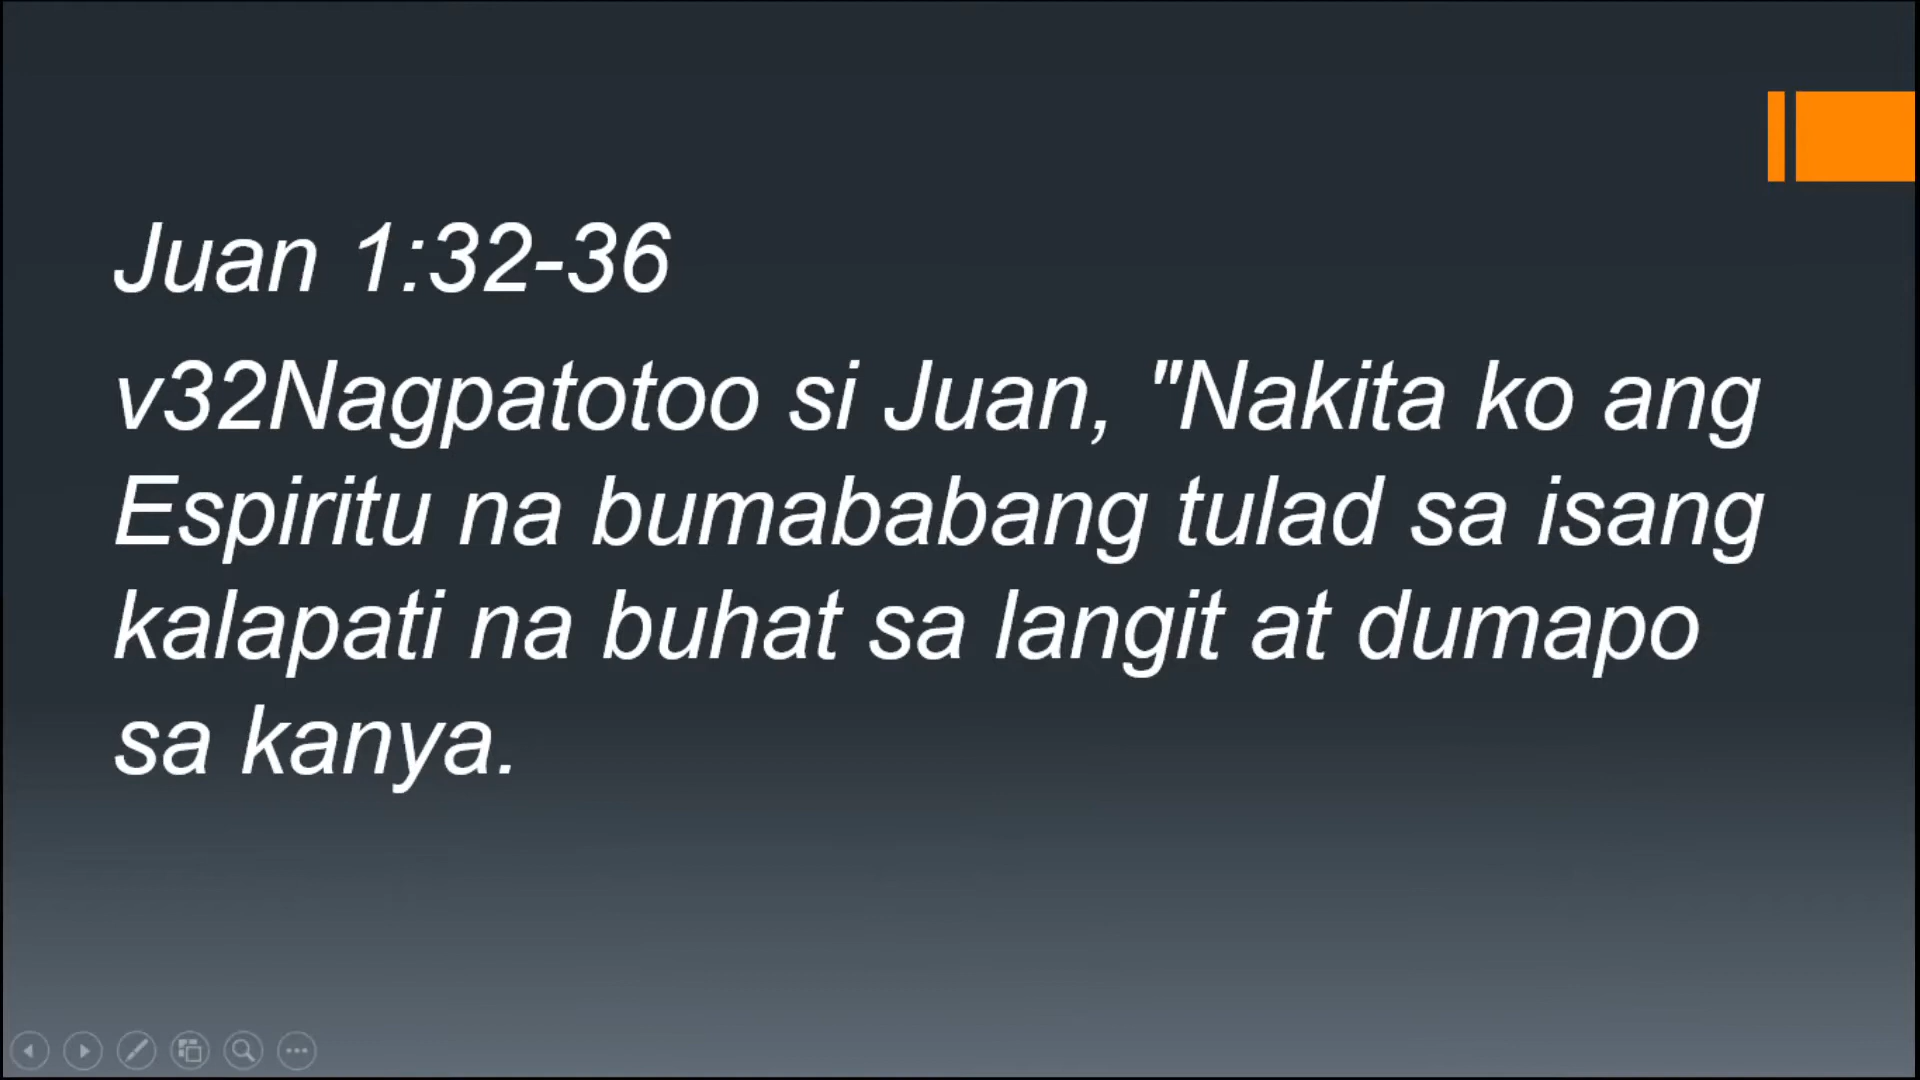 Juan 1:32-36
v32Nagpatotoo si Juan, "Nakita ko ang
Espiritu na bumababang tulad sa isang
kalapati na buhat sa langit at dumapo
sa kanya.